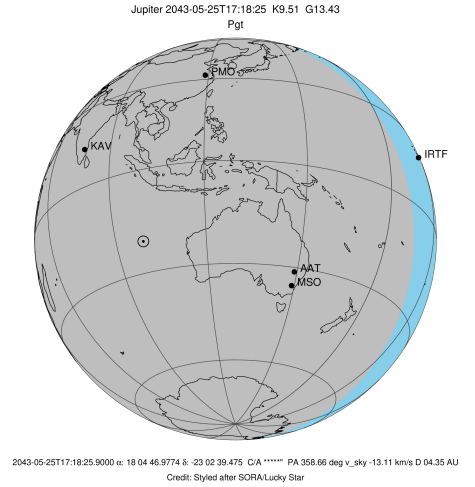 Jupiter 2043-05-25T17:18:25  K9.51  G13.43
Pgt
PMO
KAV
IRTF
AAT
MSO
2043-05-25T17:18:25.9000 α: 18 04 46.9774 δ: -23 02 39.475  C/A *****"  PA 358.66 deg v_sky -13.11 km/s D 04.35 AU
Credit: Styled after SORA/Lucky Star